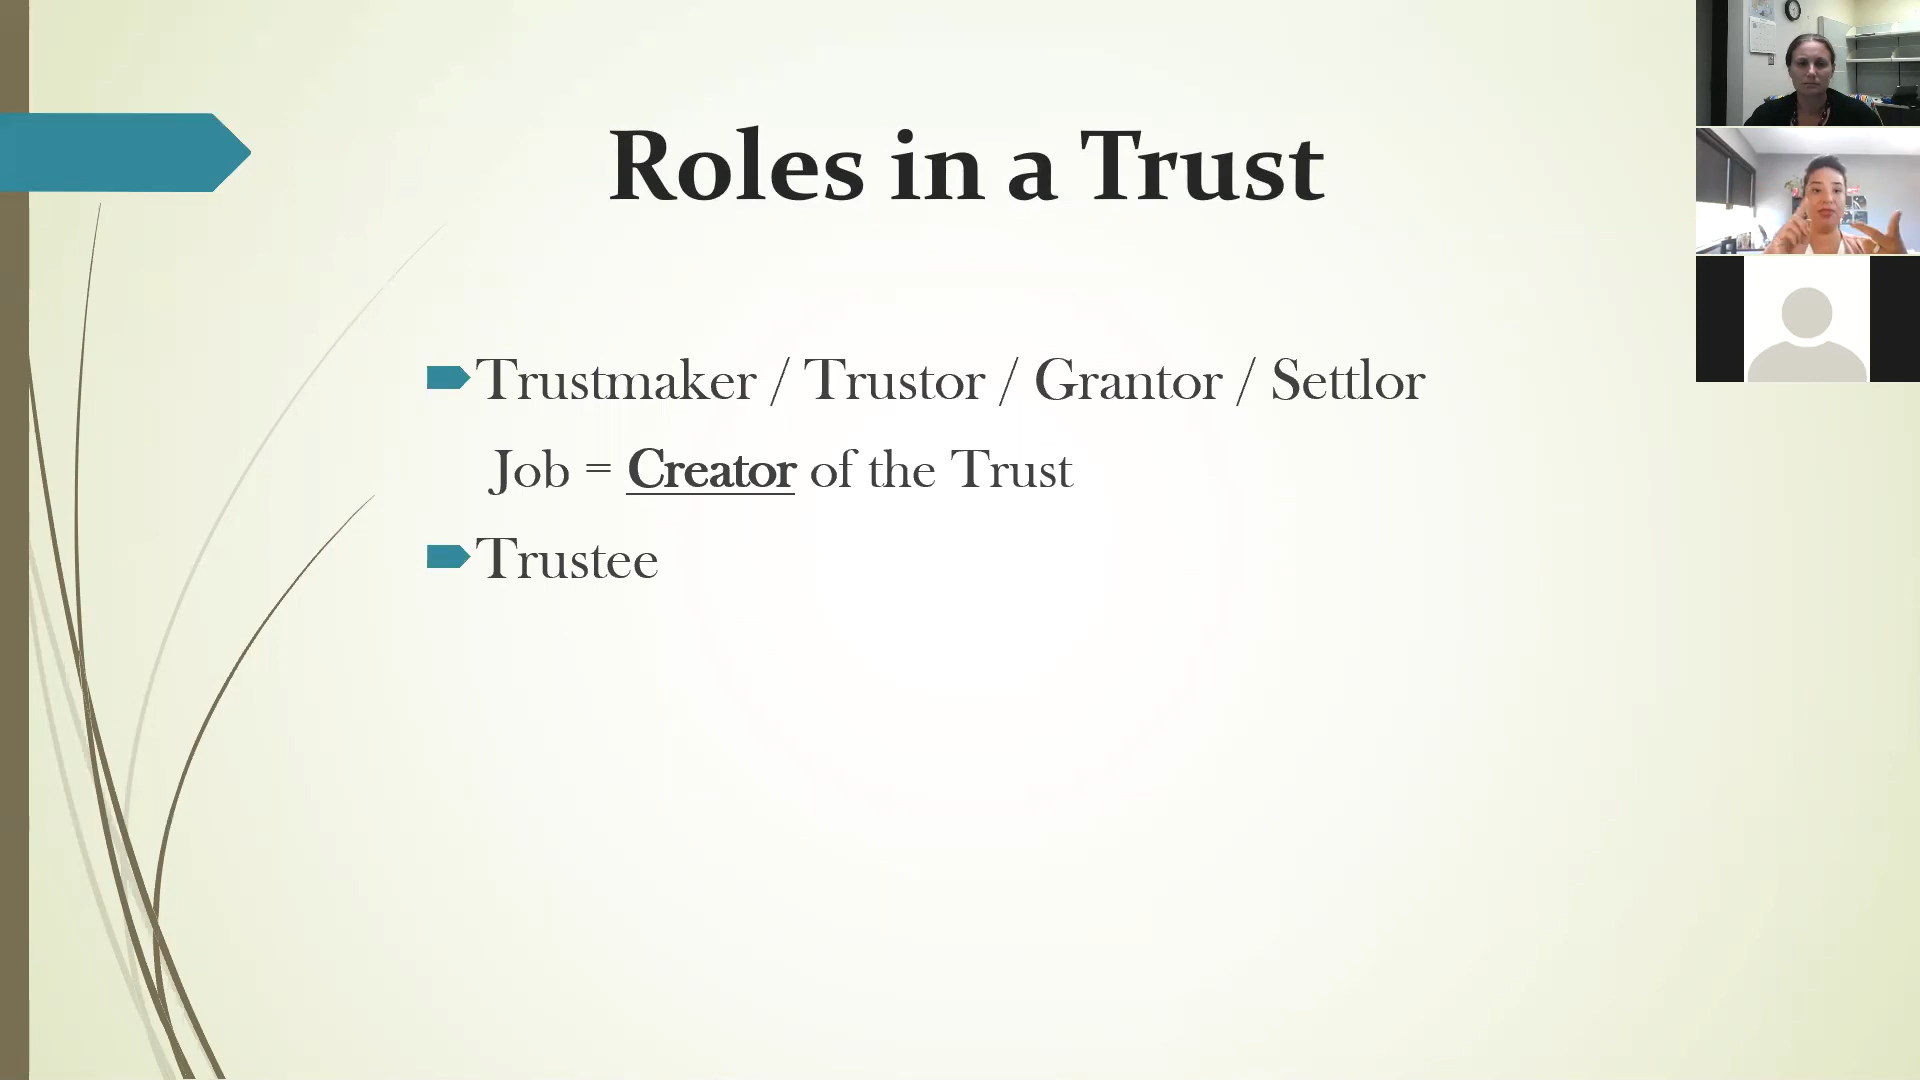 Roles in a Trust
Trustmaker / Trustor / Grantor / Settlor
Job = Creator of the Trust
Trustee